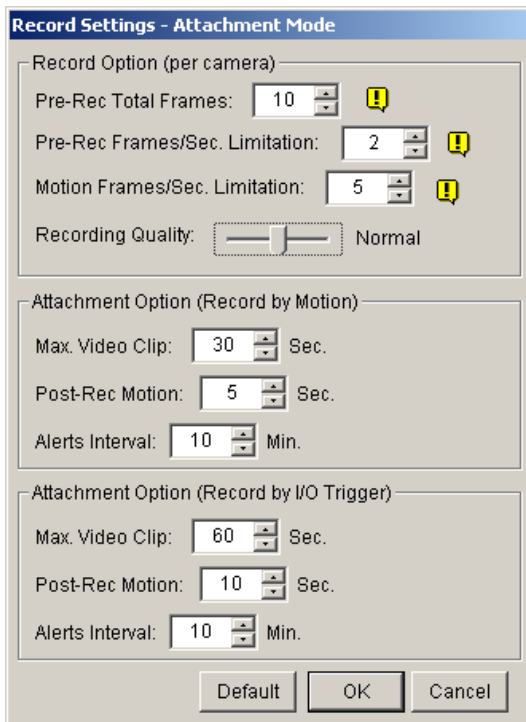 Record Settings - Attachment Mode
Record Option (per camera)
Pre-Rec Total Frames: 10
Pre-Rec Frames/Sec. Limitation: 2
Motion Frames/Sec. Limitation: 5
Recording Quality: Normal
Attachment Option (Record by Motion)
Max. Video Clip: 30 Sec.
Post-Rec Motion: 5 Sec.
Alerts Interval: 10 Min.
Attachment Option (Record by I/O Trigger)
Max. Video Clip: 60 Sec.
Post-Rec Motion: 10 Sec.
Alerts Interval: 10 Min.
Default OK Cancel